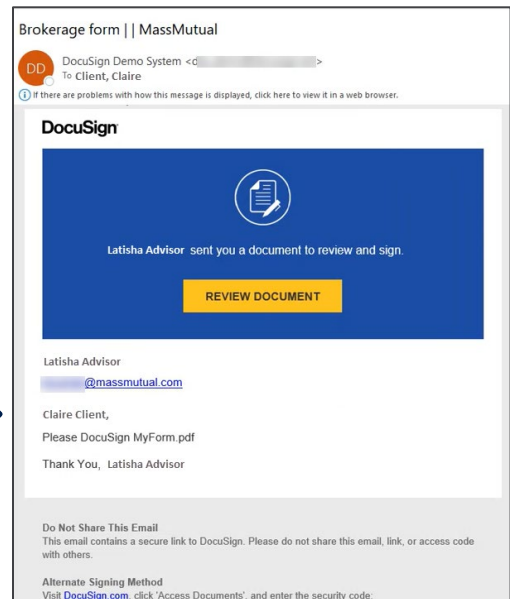 Brokerage form | | MassMutual
DD
DocuSign Demo System <d >
To Client, Claire
If there are problems with how this message is displayed, click here to view it in a web browser.
DocuSign
Latisha Advisor sent you a document to review and sign.
REVIEW DOCUMENT
Latisha Advisor
@massmutual.com
Claire Client,
Please DocuSign MyForm.pdf
Thank You, Latisha Advisor
Do Not Share This Email
This email contains a secure link to DocuSign. Please do not share this email, link, or access code
with others.
Alternate Signing Method
Visit DocuSign.com, click 'Access Documents', and enter the security code: